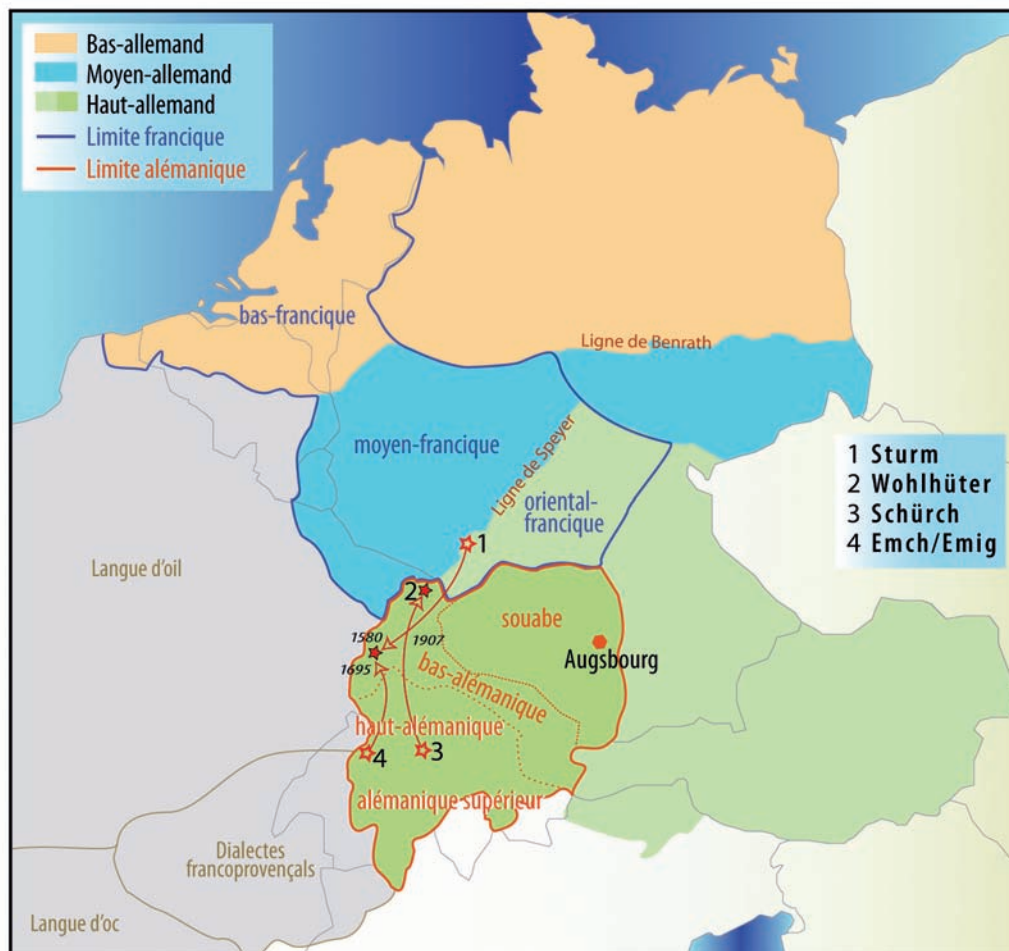 Bas-allemand
Moyen-allemand
Haut-allemand
Limite francique
Limite alémanique
bas-francique
Ligne de Benrath
moyen-francique
Ligne de Speyer
oriental-francique
1 Sturm
2 Wohlhüter
3 Schürch
4 Emch/Emig
1
Langue d'oïl
2
souabe
1580
1907
Augsbourg
1695
bas-alémanique
haut-alémanique
4
3
alémanique supérieur
Dialectes
francoprovençals
Langue d'oc